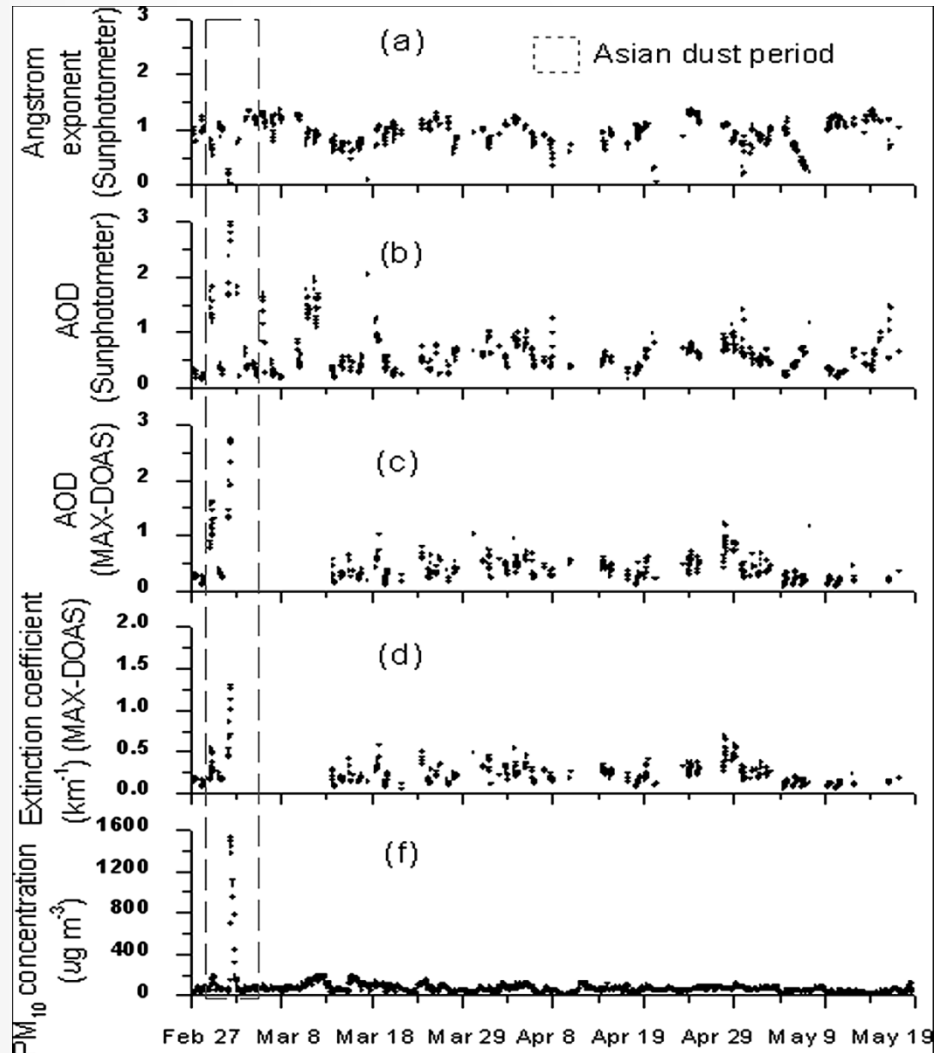 Angstrom
exponent
(Sunphotometer)
3
2
1
0
(a)
Asian dust period
AOD
(Sunphotometer)
3
2
1
0
(b)
AOD
(MAX-DOAS)
3
2
1
0
(c)
Extinction coefficient
(km⁻¹) (MAX-DOAS)
2.0
1.5
1.0
0.5
0.0
(d)
PM₁₀ concentration
(ug m⁻³)
1600
1200
800
400
0
(f)
Feb 27 Mar 8 Mar 18 Mar 29 Apr 8 Apr 19 Apr 29 May 9 May 19